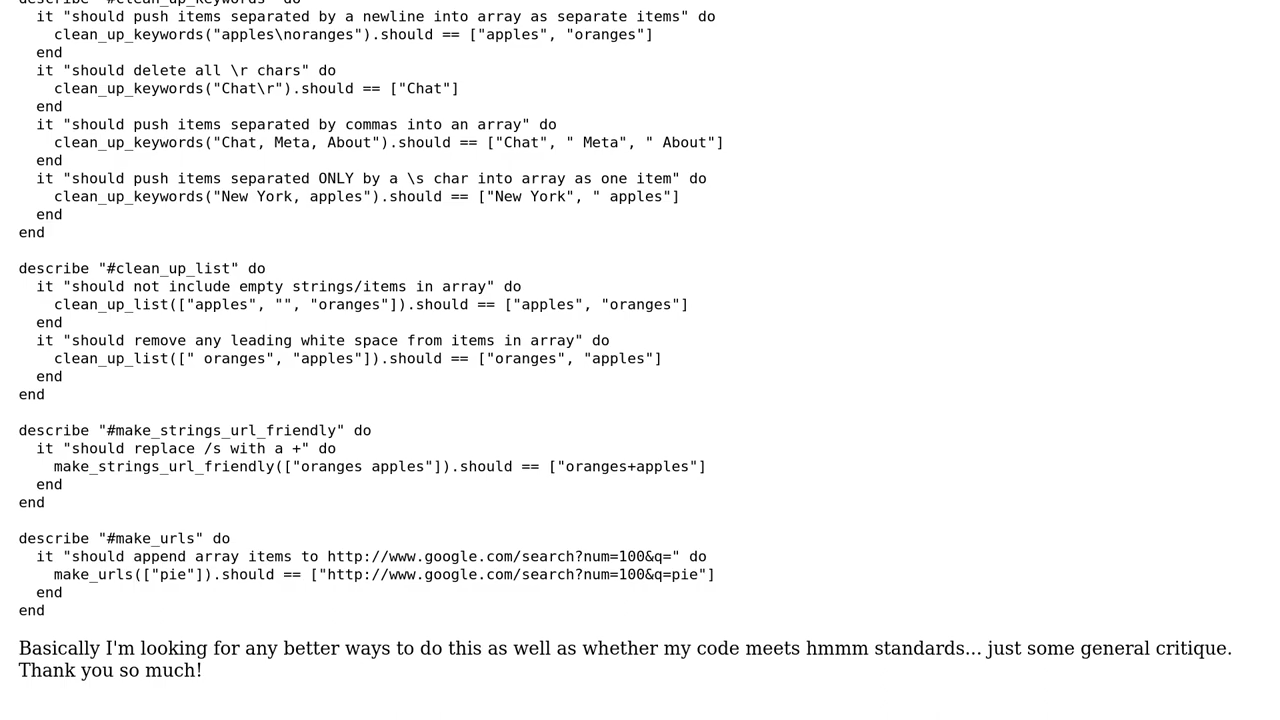 describe "#clean_up_keywords" do
it "should push items separated by a newline into array as separate items" do
clean_up_keywords("apples\noranges").should == ["apples", "oranges"]
end
it "should delete all \r chars" do
clean_up_keywords("Chat\r").should == ["Chat"]
end
it "should push items separated by commas into an array" do
clean_up_keywords("Chat, Meta, About").should == ["Chat", " Meta", " About"]
end
it "should push items separated ONLY by a \s char into array as one item" do
clean_up_keywords("New York, apples").should == ["New York", " apples"]
end
end
describe "#clean_up_list" do
it "should not include empty strings/items in array" do
clean_up_list(["apples", "", "oranges"]).should == ["apples", "oranges"]
end
it "should remove any leading white space from items in array" do
clean_up_list([" oranges", "apples"]).should == ["oranges", "apples"]
end
end
describe "#make_strings_url_friendly" do
it "should replace /s with a +" do
make_strings_url_friendly(["oranges apples"]).should == ["oranges+apples"]
end
end
describe "#make_urls" do
it "should append array items to http://www.google.com/search?num=100&q=" do
make_urls(["pie"]).should == ["http://www.google.com/search?num=100&q=pie"]
end
end
Basically I'm looking for any better ways to do this as well as whether my code meets hmmm standards... just some general critique.
Thank you so much!